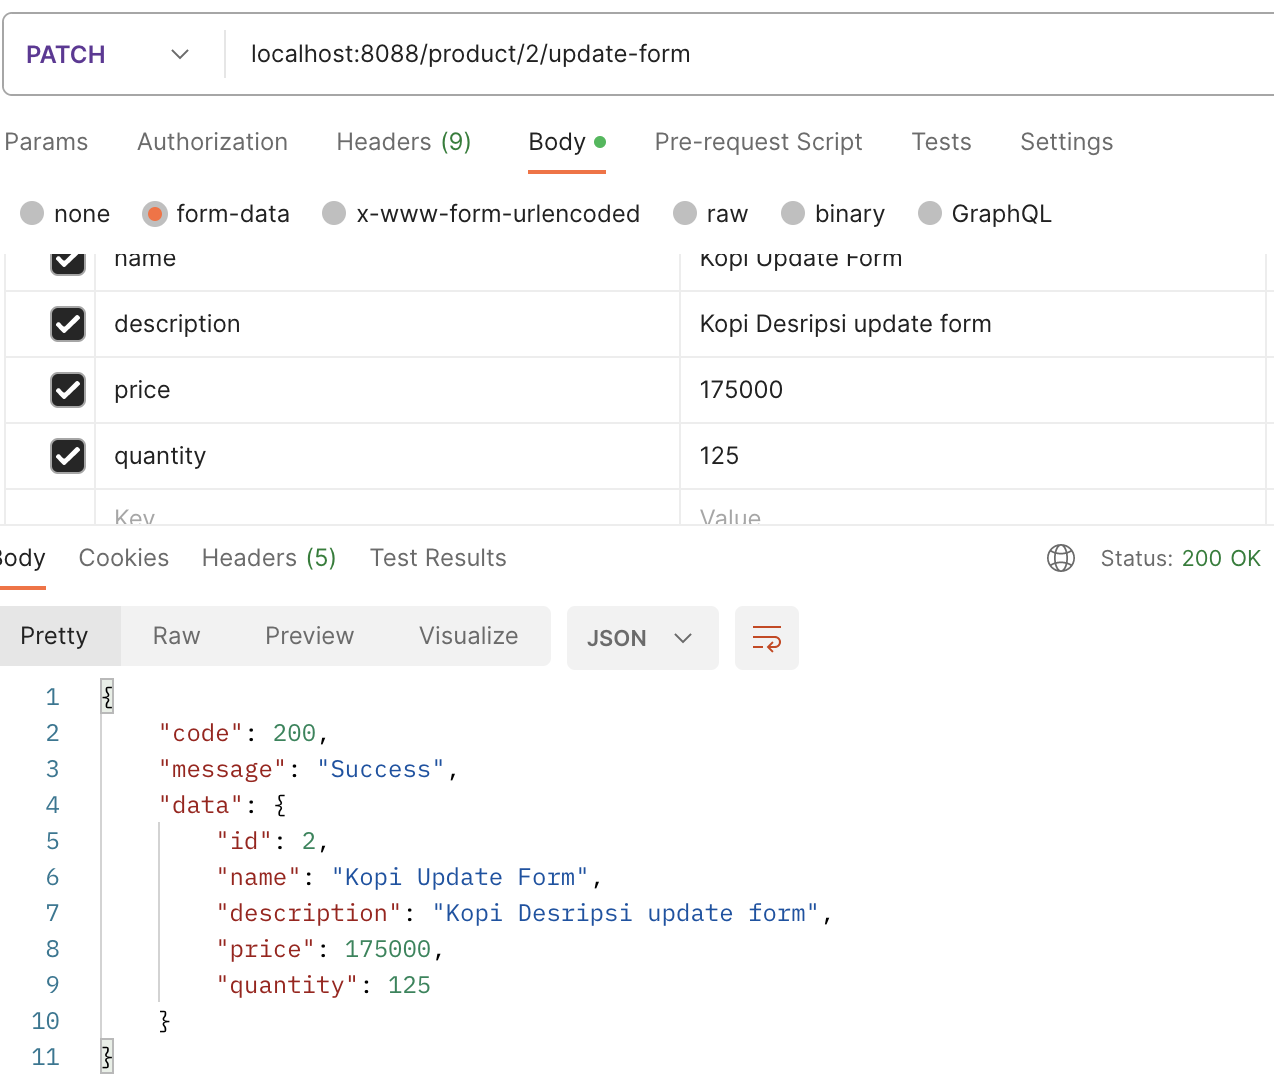 PATCH localhost:8088/product/2/update-form
Params Authorization Headers (9) Body Pre-request Script Tests Settings
none form-data x-www-form-urlencoded raw binary GraphQL
name Kopi Update Form
description Kopi Desripsi update form
price 175000
quantity 125
Key Value
Body Cookies Headers (5) Test Results Status: 200 OK
Pretty Raw Preview Visualize JSON
1 {
2 "code": 200,
3 "message": "Success",
4 "data": {
5 "id": 2,
6 "name": "Kopi Update Form",
7 "description": "Kopi Desripsi update form",
8 "price": 175000,
9 "quantity": 125
10 }
11 }